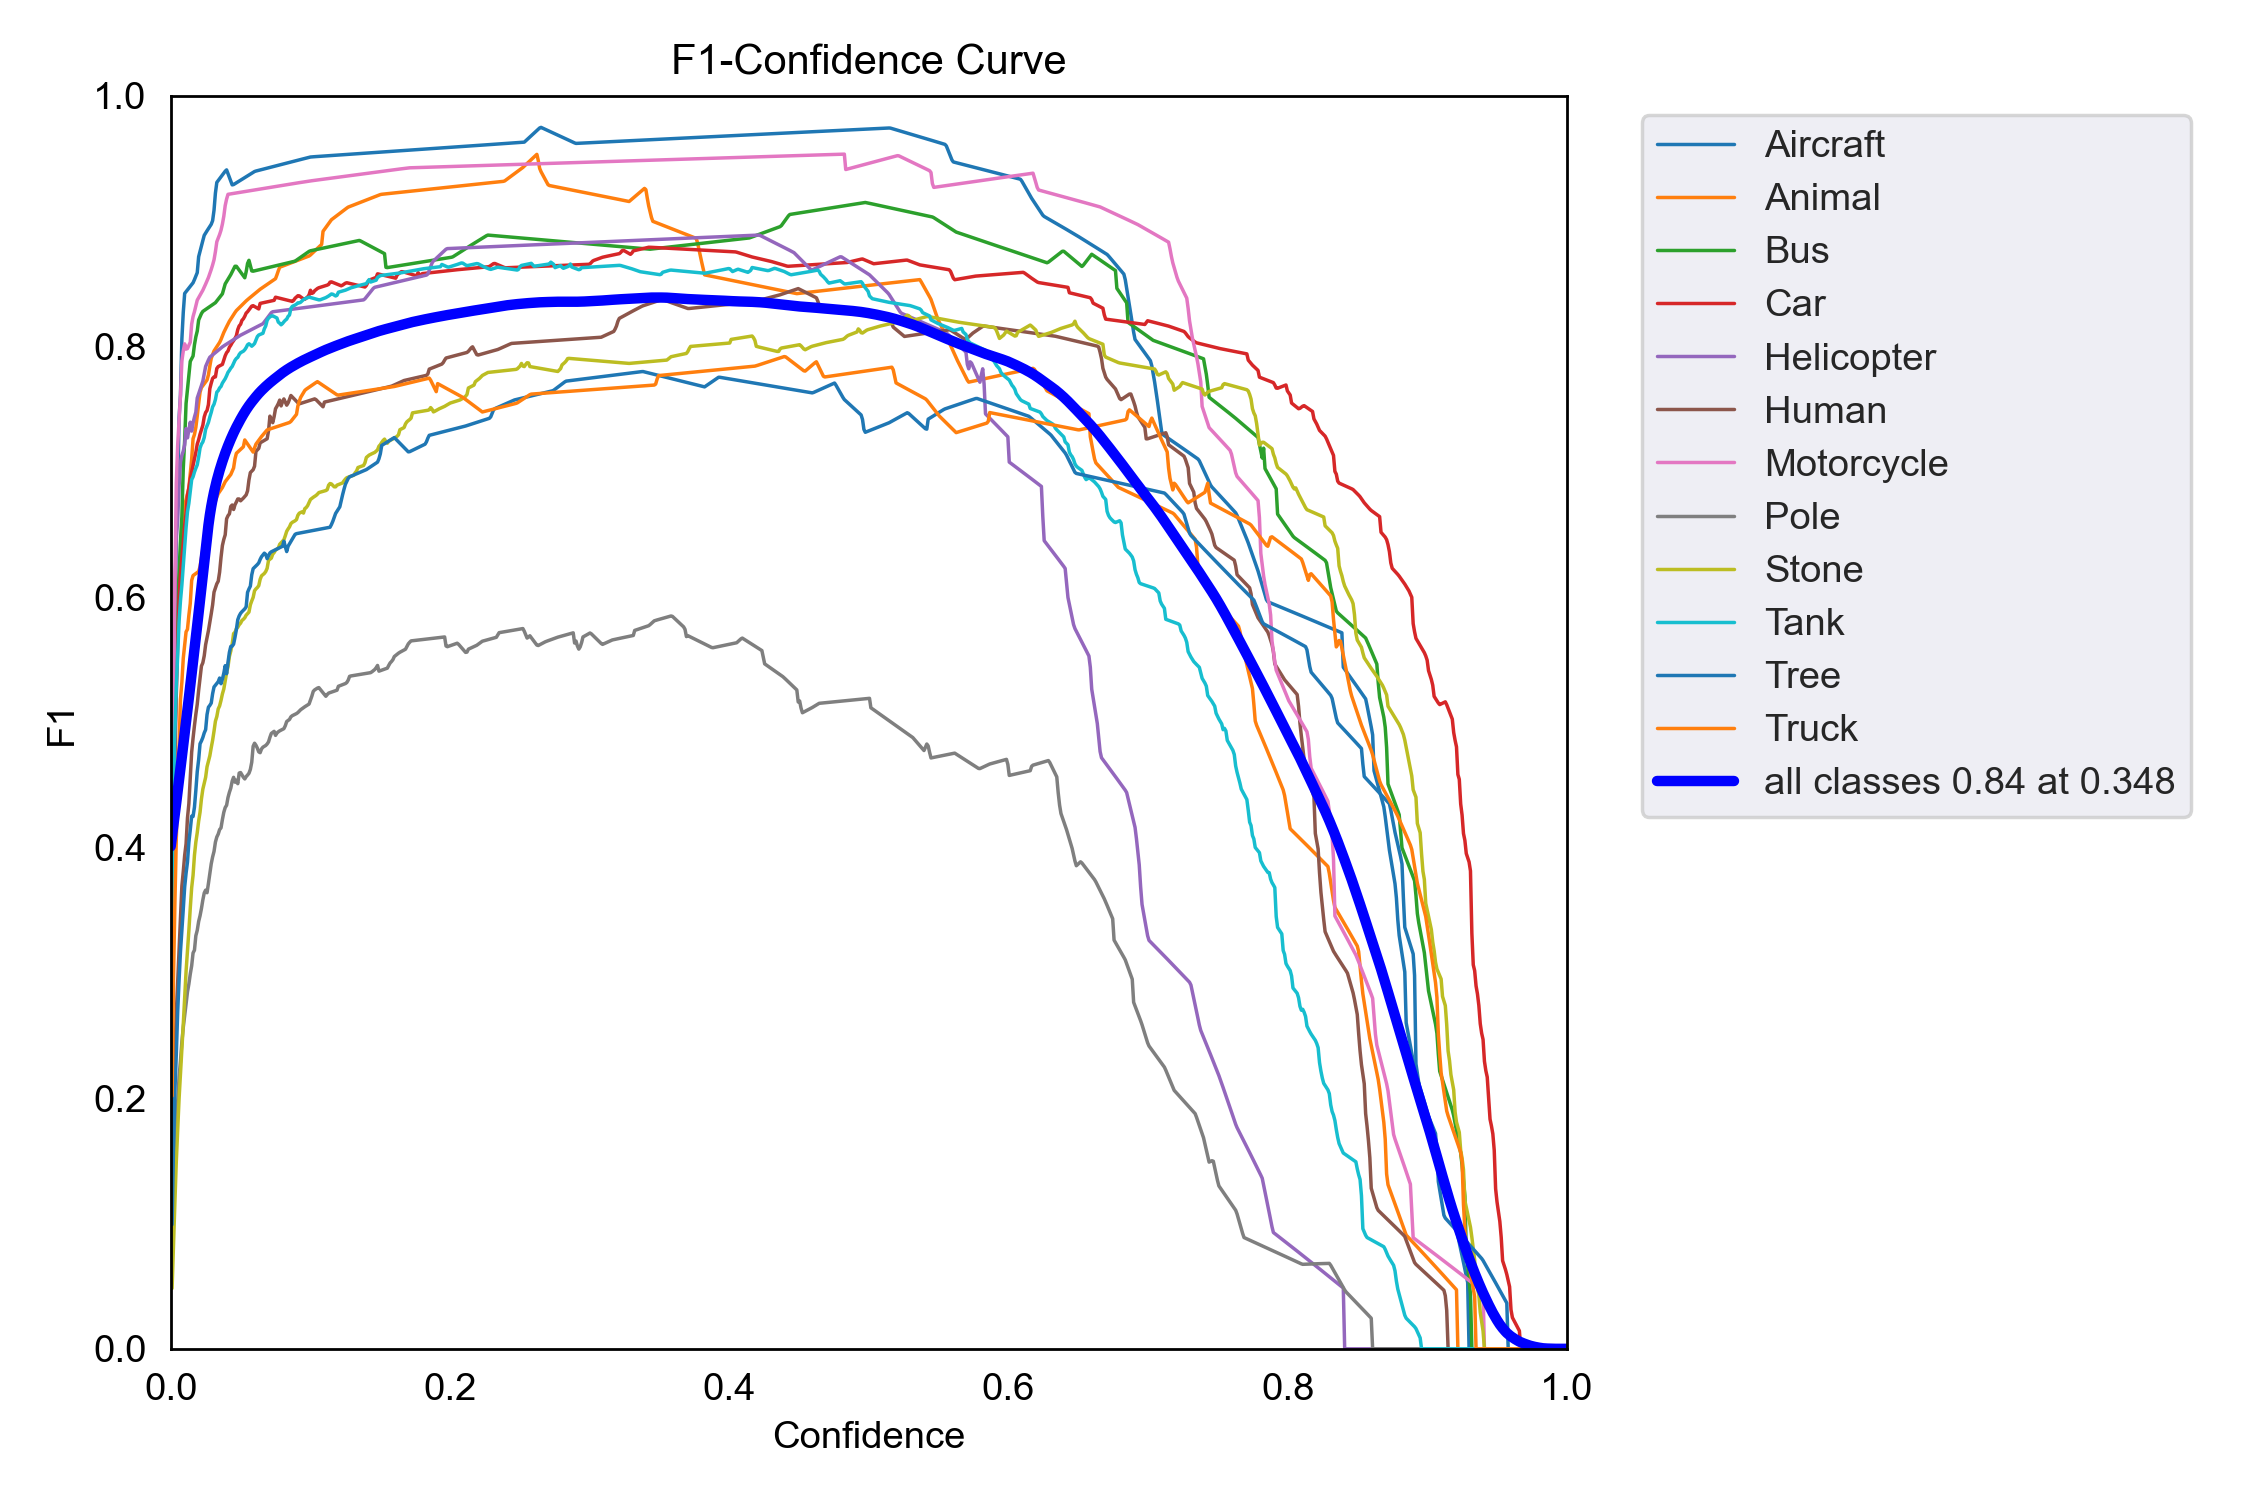 F1-Confidence Curve
1.0
0.8
0.6
0.4
0.2
0.0
F1
0.0 0.2 0.4 0.6 0.8 1.0
Confidence
Aircraft
Animal
Bus
Car
Helicopter
Human
Motorcycle
Pole
Stone
Tank
Tree
Truck
all classes 0.84 at 0.348